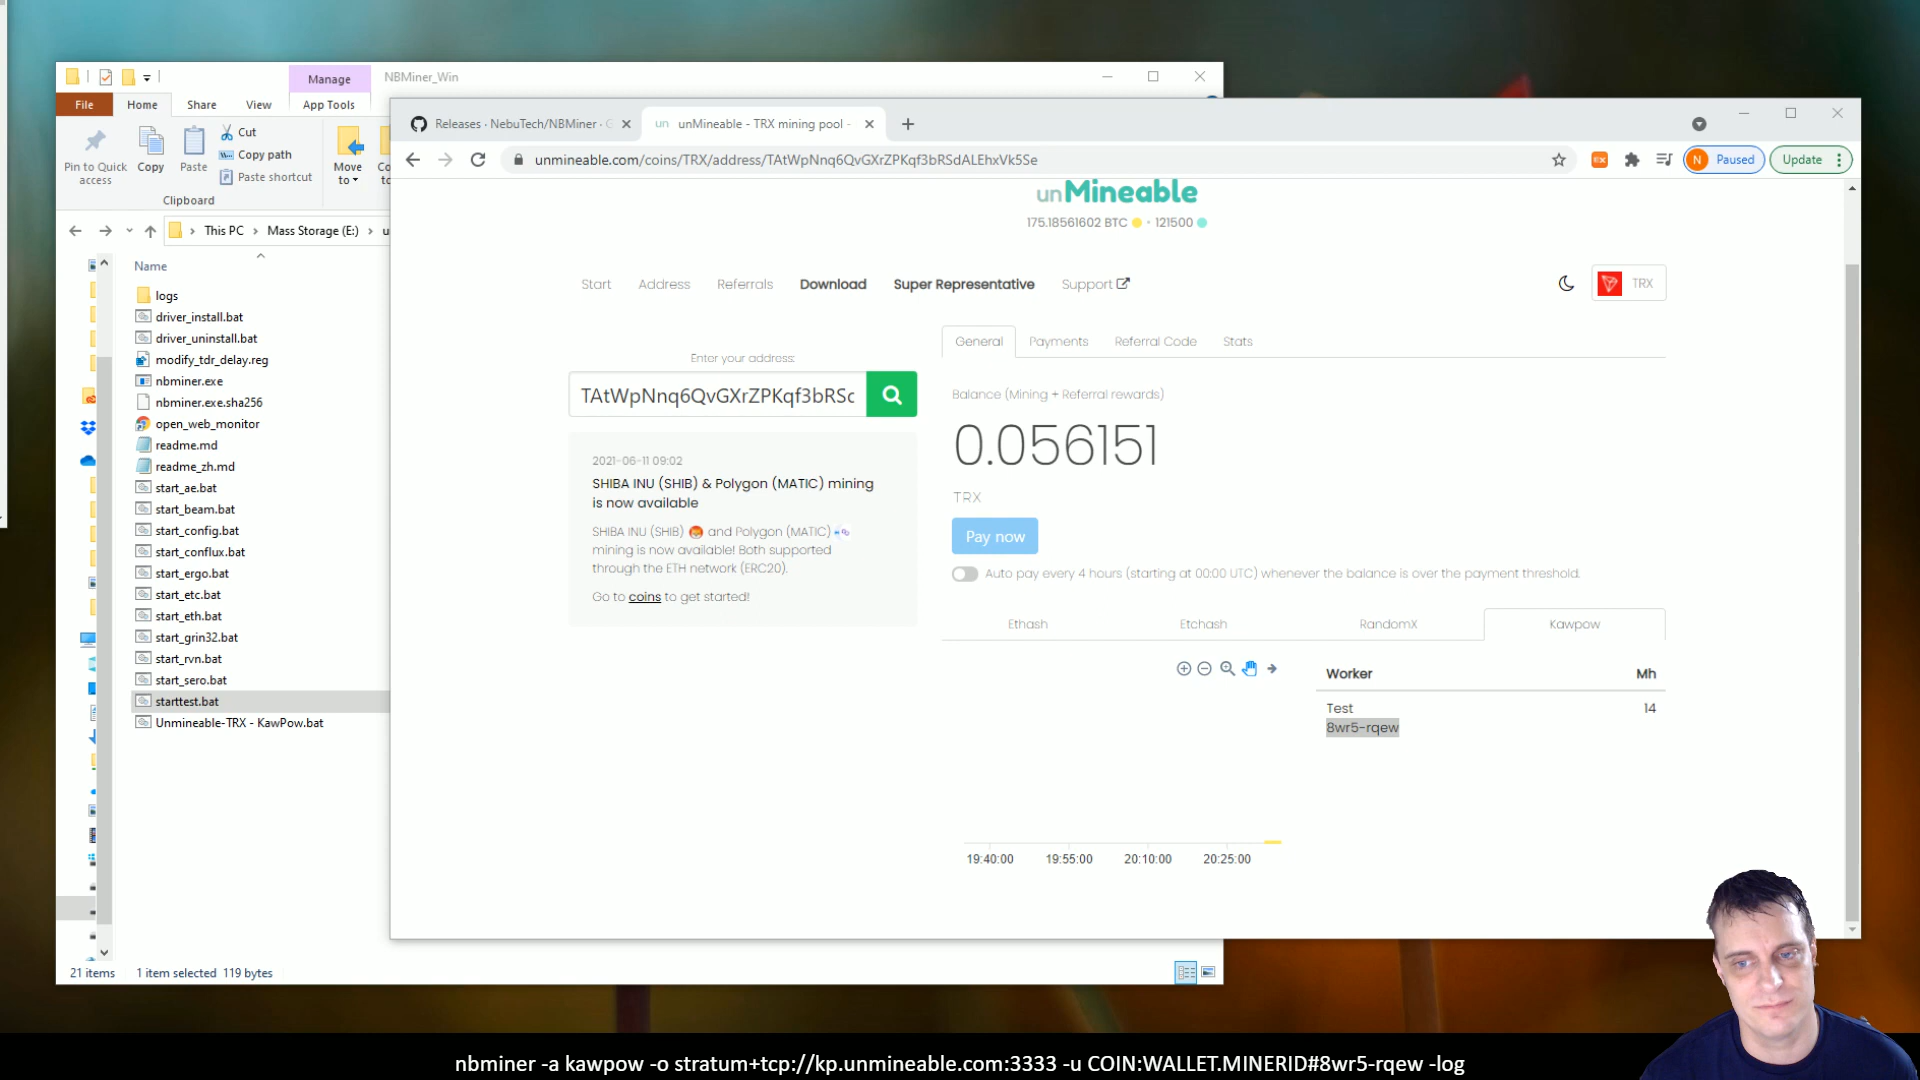 Manage
NBMiner_Win
File
Home
Share
View
App Tools
Pin to Quick
access
Copy
Paste
Cut
Copy path
Paste shortcut
Move
to
Clipboard
This PC
Mass Storage (E:)
Name
logs
driver_install.bat
driver_uninstall.bat
modify_tdr_delay.reg
nbminer.exe
nbminer.exe.sha256
open_web_monitor
readme.md
readme_zh.md
start_ae.bat
start_beam.bat
start_config.bat
start_conflux.bat
start_ergo.bat
start_etc.bat
start_eth.bat
start_grin32.bat
start_rvn.bat
start_sero.bat
starttest.bat
Unmineable-TRX - KawPow.bat
21 items
1 item selected 119 bytes
Releases · NebuTech/NBMiner ·
unMineable - TRX mining pool -
unmineable.com/coins/TRX/address/TAtWpNnq6QvGXrZPKqf3bRSdALEhxVk5Se
N
Paused
Update
unMineable
175.18561602 BTC • 121500
Start
Address
Referrals
Download
Super Representative
Support
TRX
Enter your address:
TAtWpNnq6QvGXrZPKqf3bRSc
2021-06-11 09:02
SHIBA INU (SHIB) & Polygon (MATIC) mining
is now available
SHIBA INU (SHIB) and Polygon (MATIC)
mining is now available! Both supported
through the ETH network (ERC20).
Go to coins to get started!
General
Payments
Referral Code
Stats
Balance (Mining + Referral rewards)
0.056151
TRX
Pay now
Auto pay every 4 hours (starting at 00:00 UTC) whenever the balance is over the payment threshold.
Ethash
Etchash
RandomX
Kawpow
Worker
Mh
Test
14
8wr5-rqew
19:40:00
19:55:00
20:10:00
20:25:00
nbminer -a kawpow -o stratum+tcp://kp.unmineable.com:3333 -u COIN:WALLET.MINERID#8wr5-rqew -log